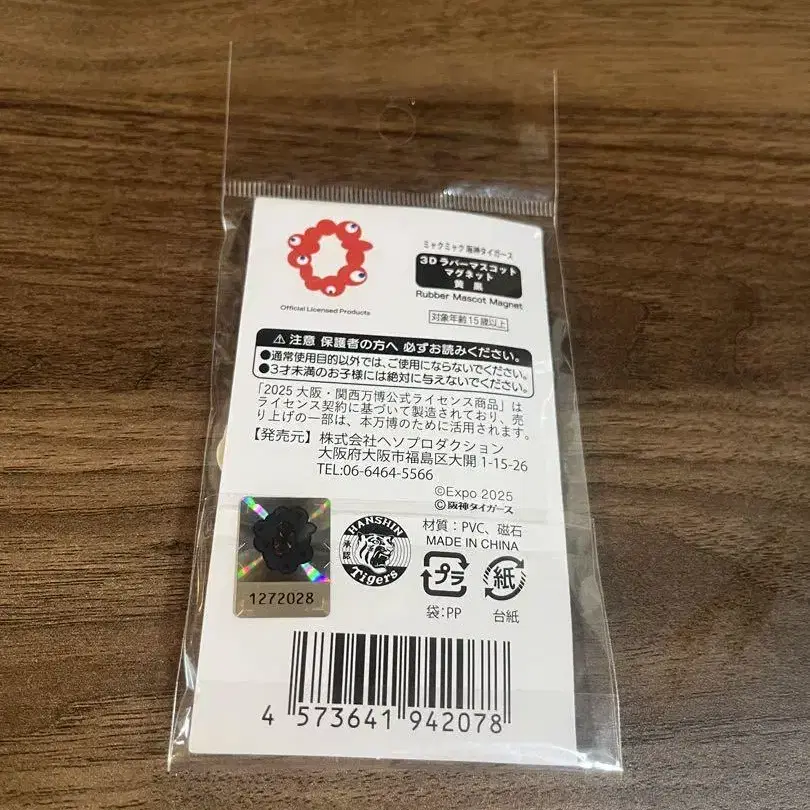 ミャクミャク 阪神タイガース
3D ラバーマスコット
マグネット
黄 黒
Rubber Mascot Magnet
Official Licensed Products
対象年齢15歳以上
⚠ 注意 保護者の方へ 必ずお読みください。
●通常使用目的以外では、ご使用にならないでください。
●3才未満のお子様には絶対に与えないでください。
「2025 大阪・関西万博公式ライセンス商品」は
ライセンス契約に基づいて製造されており、売
り上げの一部は、本万博のために活用されます。
【発売元】株式会社ヘソプロダクション
大阪府大阪市福島区大開 1-15-26
TEL:06-6464-5566
©Expo 2025
©阪神タイガース
材質：PVC、磁石
MADE IN CHINA
HANSHIN
承認
Tigers
プラ
紙
袋：PP
台紙
1272028
4 573641 942078